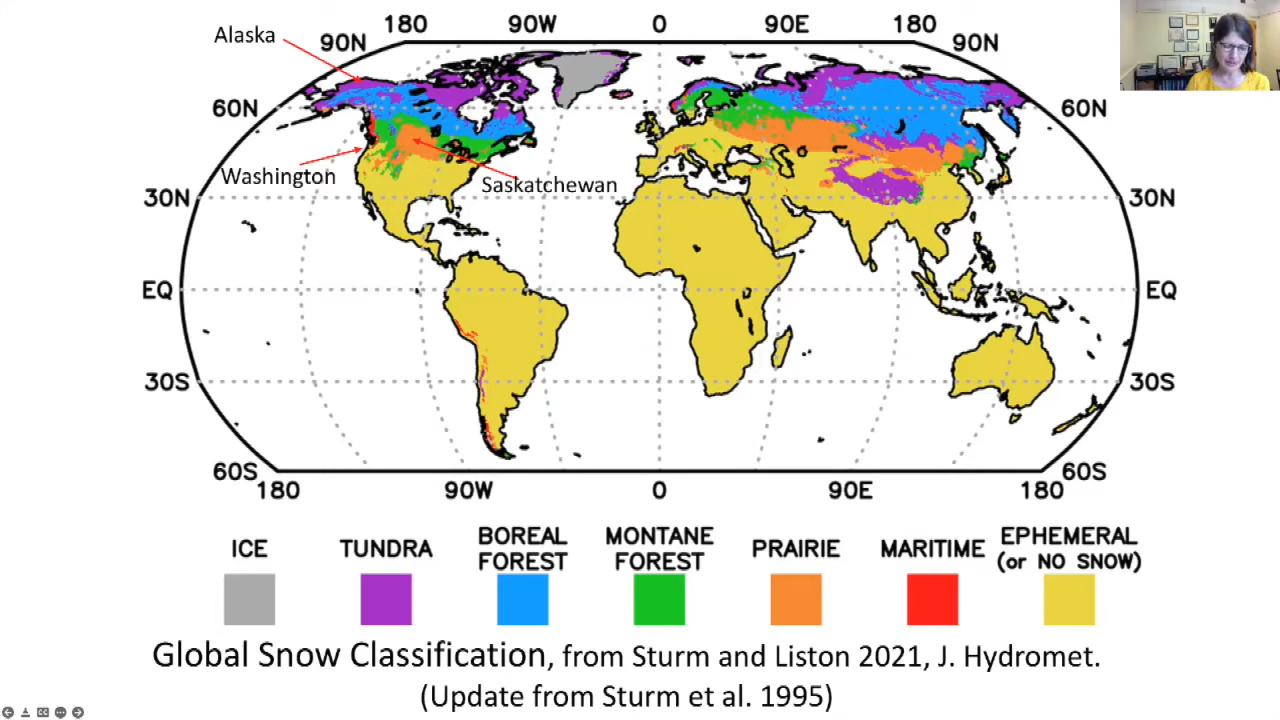 180 90W 0 90E 180
Alaska
90N 90N
60N 60N
Washington
Saskatchewan
30N 30N
EQ EQ
30S 30S
60S 60S
180 90W 0 90E 180
ICE
TUNDRA
BOREAL
FOREST
MONTANE
FOREST
PRAIRIE
MARITIME
EPHEMERAL
(or NO SNOW)
Global Snow Classification, from Sturm and Liston 2021, J. Hydromet.
(Update from Sturm et al. 1995)